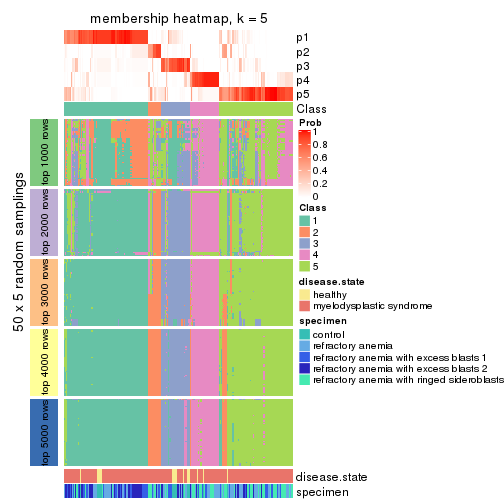 membership heatmap, k = 5
p1
p2
p3
p4
p5
Class
50 x 5 random samplings
top 1000 rows
top 2000 rows
top 3000 rows
top 4000 rows
top 5000 rows
disease.state
specimen
Prob
1
0.8
0.6
0.4
0.2
0
Class
1
2
3
4
5
disease.state
healthy
myelodysplastic syndrome
specimen
control
refractory anemia
refractory anemia with excess blasts 1
refractory anemia with excess blasts 2
refractory anemia with ringed sideroblasts